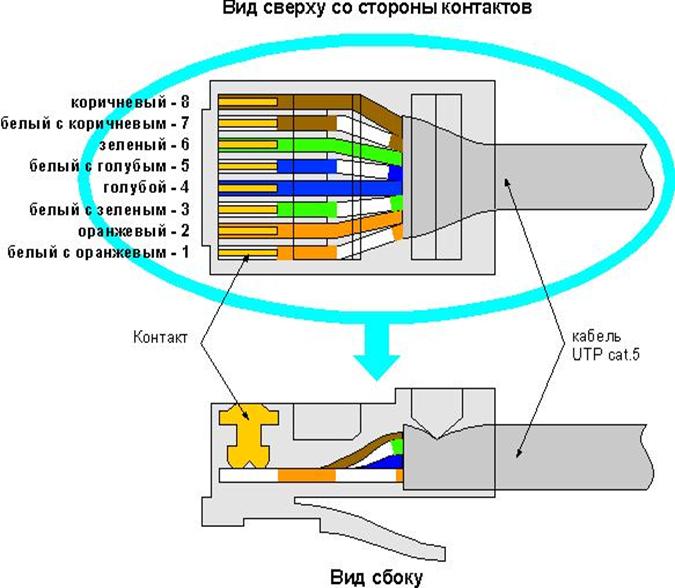 Вид сверху со стороны контактов
коричневый - 8
белый с коричневым - 7
зеленый - 6
белый с голубым - 5
голубой - 4
белый с зеленым - 3
оранжевый - 2
белый с оранжевым - 1
Контакт
кабель
UTP cat.5
Вид сбоку